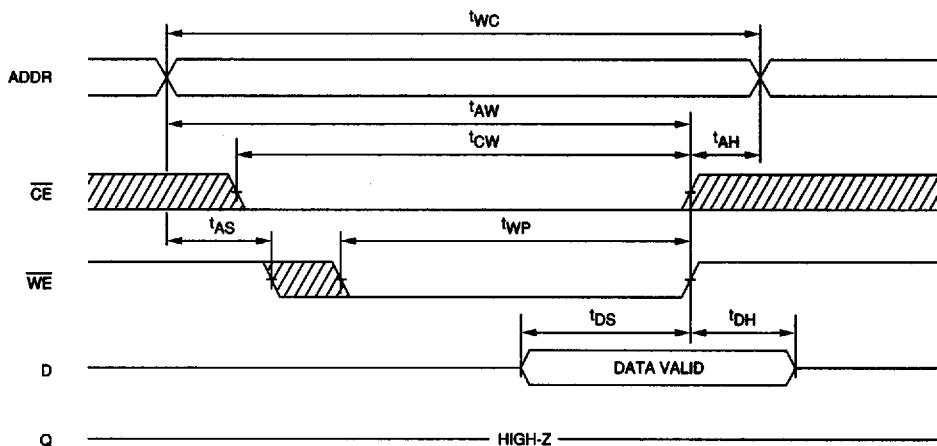 tWC
ADDR
tAW
tCW
tAH
CE
tAS
tWP
WE
tDS
tDH
D
DATA VALID
Q
HIGH-Z